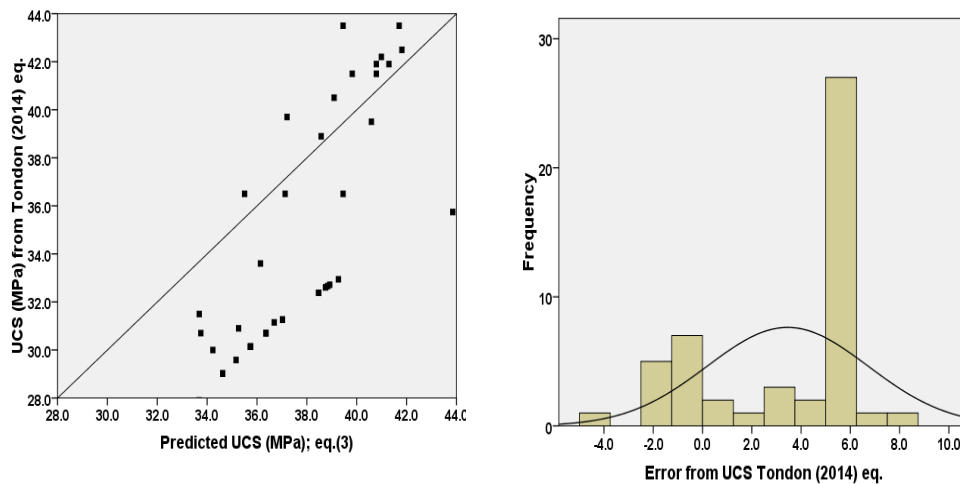 44.0
42.0
40.0
38.0
36.0
34.0
32.0
30.0
28.0
UCS (MPa) from Tondon (2014) eq.
28.0 30.0 32.0 34.0 36.0 38.0 40.0 42.0 44.0
Predicted UCS (MPa); eq.(3)
30
20
10
0
Frequency
-4.0 -2.0 0.0 2.0 4.0 6.0 8.0 10.0
Error from UCS Tondon (2014) eq.